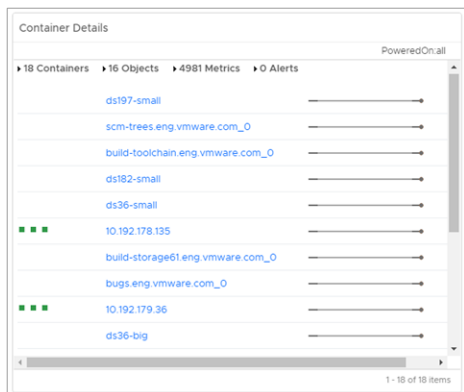 Container Details
PoweredOn:all
18 Containers 16 Objects 4981 Metrics 0 Alerts
ds197-small
scm-trees.eng.vmware.com_0
build-toolchain.eng.vmware.com_0
ds182-small
ds36-small
10.192.178.135
build-storage61.eng.vmware.com_0
bugs.eng.vmware.com_0
10.192.179.36
ds36-big
1 - 18 of 18 items